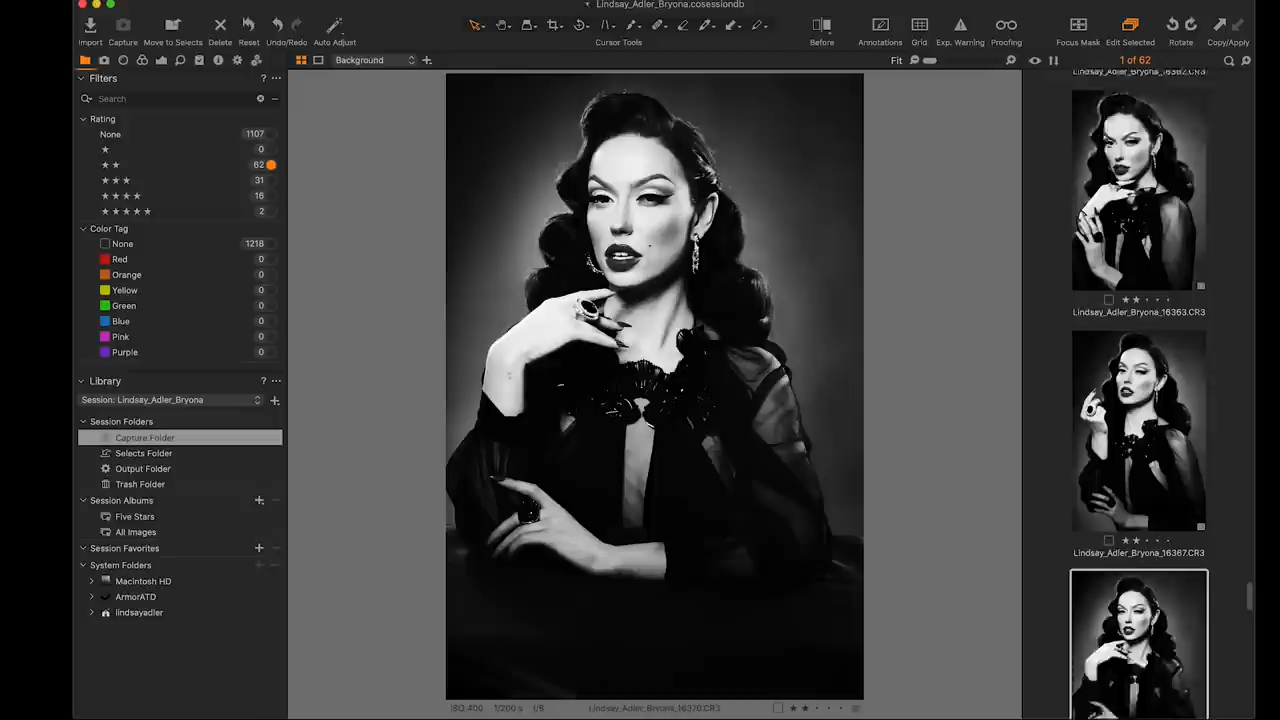 Lindsay_Adler_Bryona.cosessiondb
Import Capture Move to Selects Delete Reset Undo/Redo Auto Adjust
Cursor Tools
Before Annotations Grid Exp. Warning Proofing Focus Mask Edit Selected Rotate Copy/Apply
Background
Fit
1 of 62
Filters
Search
Rating
None 1107
0
62
31
16
2
Color Tag
None 1218
Red 0
Orange 0
Yellow 0
Green 0
Blue 0
Pink 0
Purple 0
Library
Session: Lindsay_Adler_Bryona
Session Folders
Capture Folder
Selects Folder
Output Folder
Trash Folder
Session Albums
Five Stars
All Images
Session Favorites
System Folders
Macintosh HD
ArmorATD
lindsayadler
ISO 400 1/200 s f/8 Lindsay_Adler_Bryona_16370.CR3
Lindsay_Adler_Bryona_16362.CR3
Lindsay_Adler_Bryona_16363.CR3
Lindsay_Adler_Bryona_16367.CR3